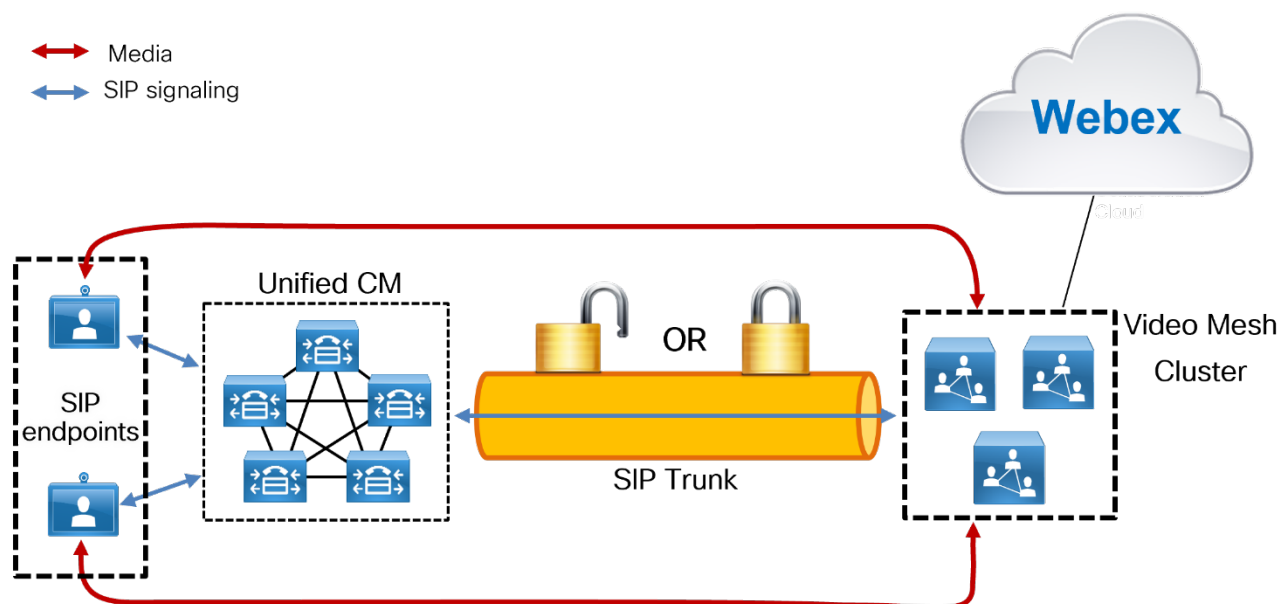 Media
SIP signaling
Webex
Cloud
Unified CM
OR
Video Mesh
Cluster
SIP
endpoints
SIP Trunk